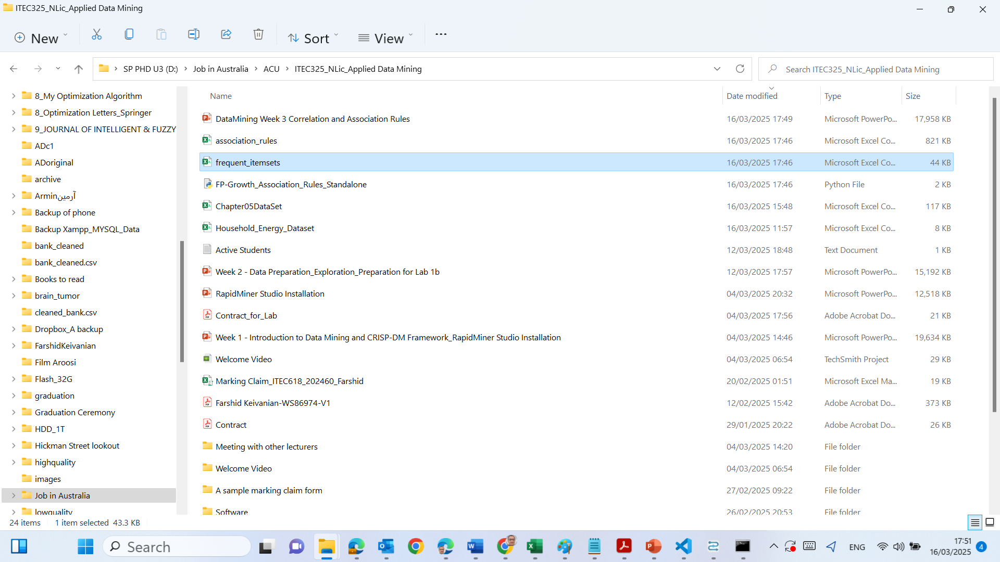 ITEC325_NLic_Applied Data Mining
New Sort View
SP PHD U3 (D:) Job in Australia ACU ITEC325_NLic_Applied Data Mining Search ITEC325_NLic_Applied Data Mining
8_My Optimization Algorithm
8_Optimization Letters_Springer
9_JOURNAL OF INTELLIGENT & FUZZY
ADc1
ADoriginal
archive
Arminآرمین
Backup of phone
Backup Xampp_MYSQL_Data
bank_cleaned
bank_cleaned.csv
Books to read
brain_tumor
cleaned_bank.csv
Dropbox_A backup
FarshidKeivanian
Film Aroosi
Flash_32G
graduation
Graduation Ceremony
HDD_1T
Hickman Street lookout
highquality
images
Job in Australia
lowquality
Name Date modified Type Size
DataMining Week 3 Correlation and Association Rules 16/03/2025 17:49 Microsoft PowerPo... 17,958 KB
association_rules 16/03/2025 17:46 Microsoft Excel Co... 821 KB
frequent_itemsets 16/03/2025 17:46 Microsoft Excel Co... 44 KB
FP-Growth_Association_Rules_Standalone 16/03/2025 17:46 Python File 2 KB
Chapter05DataSet 16/03/2025 15:48 Microsoft Excel Co... 117 KB
Household_Energy_Dataset 16/03/2025 11:57 Microsoft Excel Co... 8 KB
Active Students 12/03/2025 18:48 Text Document 1 KB
Week 2 - Data Preparation_Exploration_Preparation for Lab 1b 12/03/2025 17:57 Microsoft PowerPo... 15,192 KB
RapidMiner Studio Installation 04/03/2025 20:32 Microsoft PowerPo... 12,518 KB
Contract_for_Lab 04/03/2025 17:56 Adobe Acrobat Do... 21 KB
Week 1 - Introduction to Data Mining and CRISP-DM Framework_RapidMiner Studio Installation 04/03/2025 14:46 Microsoft PowerPo... 19,634 KB
Welcome Video 04/03/2025 06:54 TechSmith Project 29 KB
Marking Claim_ITEC618_202460_Farshid 20/02/2025 01:51 Microsoft Excel Ma... 19 KB
Farshid Keivanian-WS86974-V1 12/02/2025 15:42 Adobe Acrobat Do... 373 KB
Contract 29/01/2025 20:22 Adobe Acrobat Do... 26 KB
Meeting with other lecturers 04/03/2025 14:20 File folder
Welcome Video 04/03/2025 06:54 File folder
A sample marking claim form 27/02/2025 09:22 File folder
Software 26/02/2025 20:53 File folder
24 items 1 item selected 43.3 KB
Search ENG 17:51
16/03/2025 4